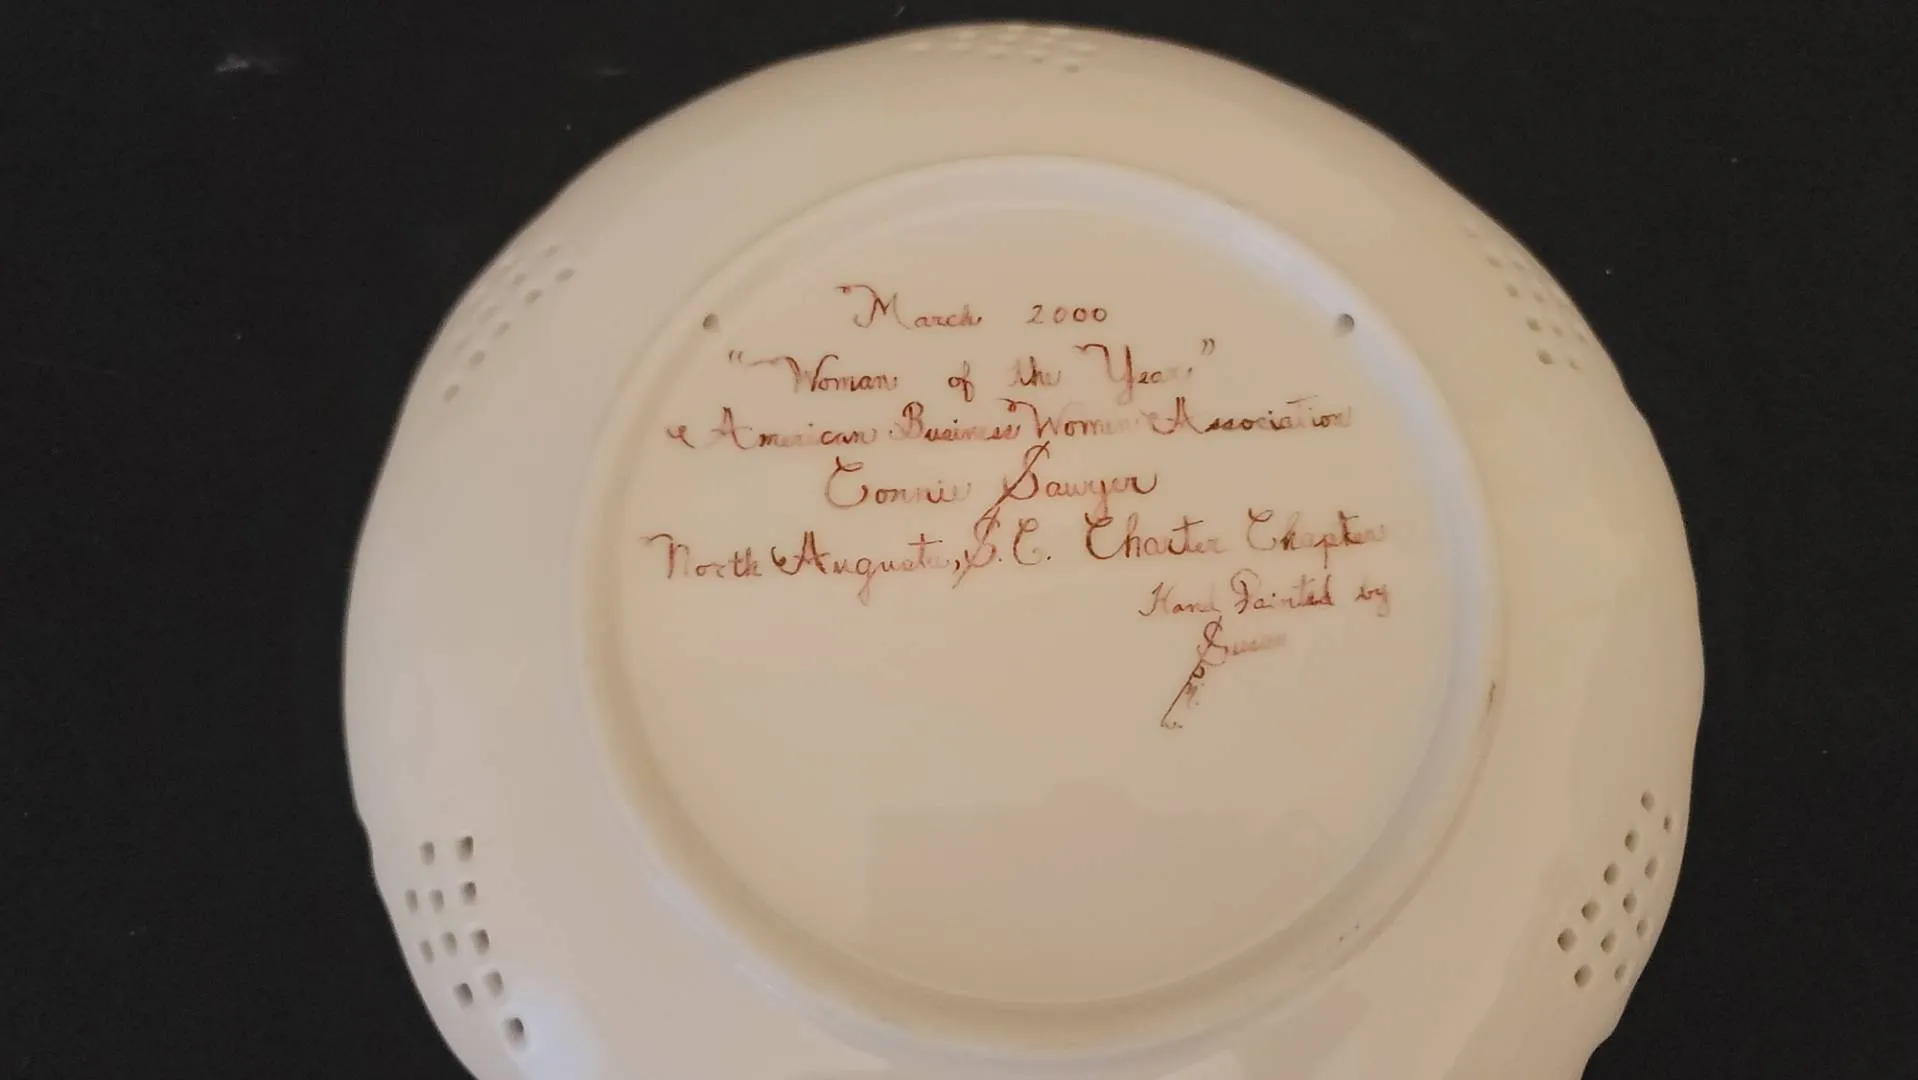 March 2000
"Woman of the Year"
American Business Women Association
Connie Sawyer
North Augusta, S.C. Charter Chapter
Hand Painted by
Susan